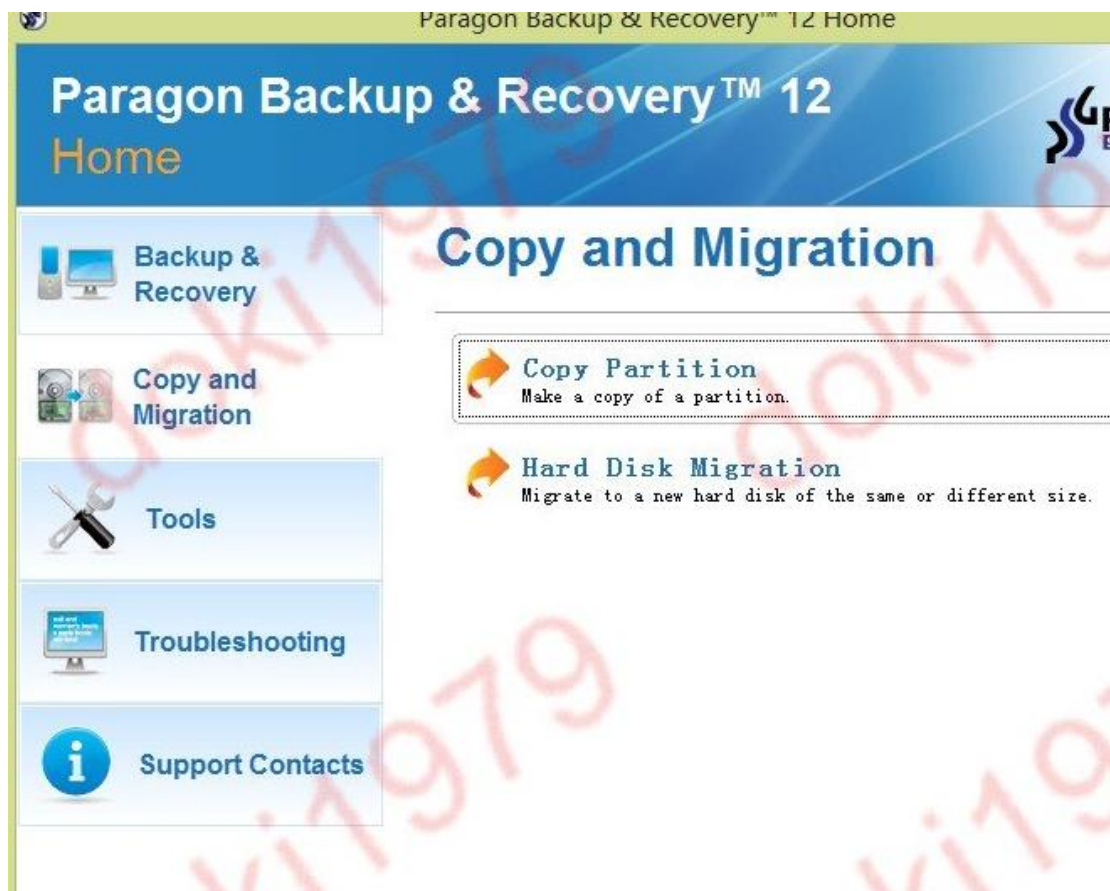 Paragon Backup & Recovery™ 12 Home
Paragon Backup & Recovery™ 12
Home
Backup &
Recovery
Copy and
Migration
Tools
Troubleshooting
Support Contacts
Copy and Migration
Copy Partition
Make a copy of a partition.
Hard Disk Migration
Migrate to a new hard disk of the same or different size.
doki1979